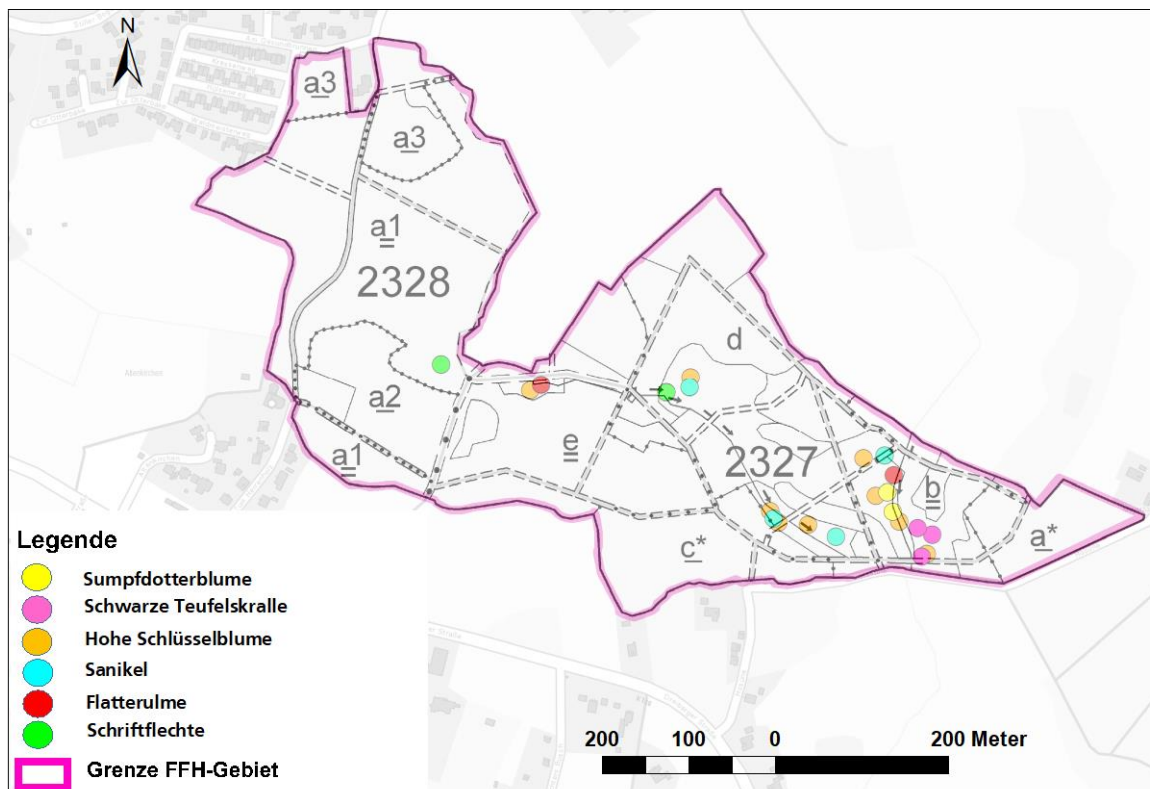 N
a3
a3
a1
2328
d
a2
e
2327
b
a1
c*
a*
Legende
Sumpfdotterblume
Schwarze Teufelskralle
Hohe Schlüsselblume
Sanikel
Flatterulme
Schriftflechte
Grenze FFH-Gebiet
200 100 0 200 Meter